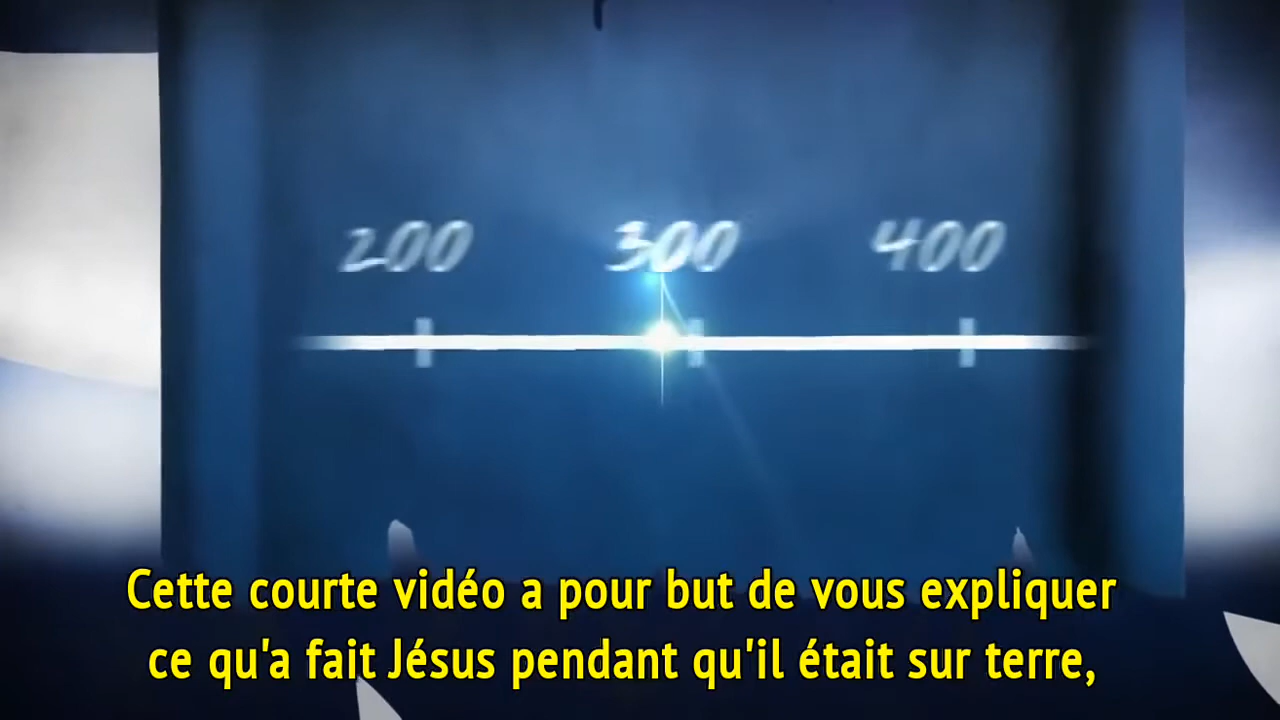 200 300 400
Cette courte vidéo a pour but de vous expliquer
ce qu'a fait Jésus pendant qu'il était sur terre,